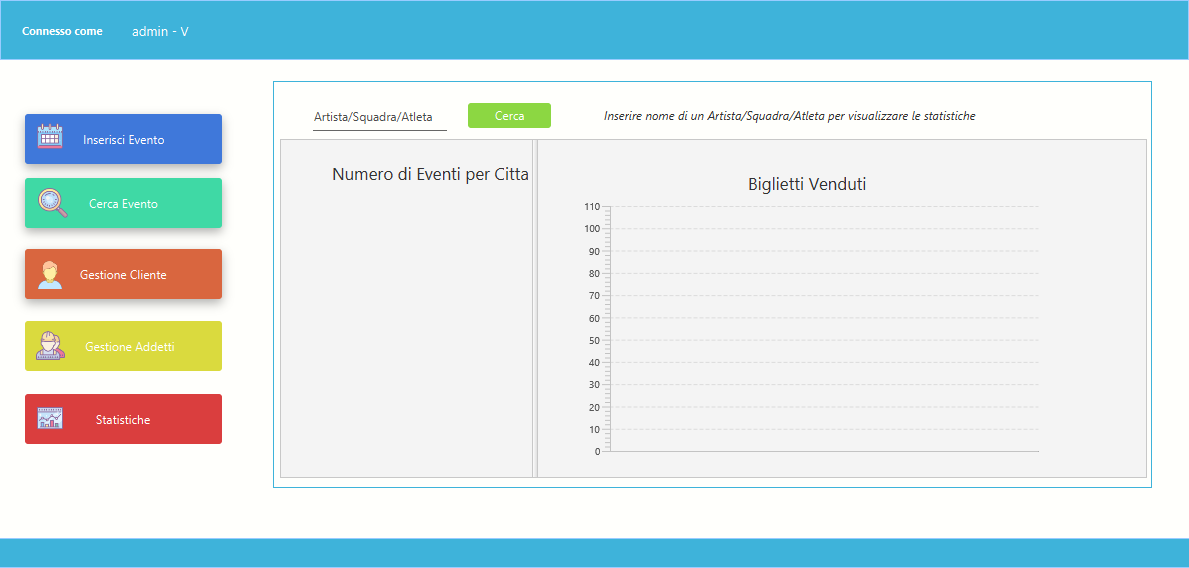 Connesso come admin - V
Inserisci Evento
Cerca Evento
Gestione Cliente
Gestione Addetti
Statistiche
Artista/Squadra/Atleta Cerca Inserire nome di un Artista/Squadra/Atleta per visualizzare le statistiche
Numero di Eventi per Citta
Biglietti Venduti
110
100
90
80
70
60
50
40
30
20
10
0